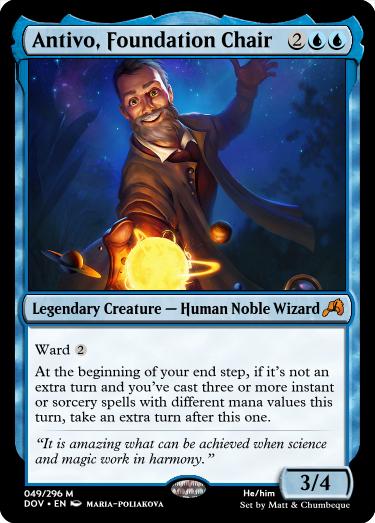 Antivo, Foundation Chair 2
Legendary Creature — Human Noble Wizard
Ward 2
At the beginning of your end step, if it's not an
extra turn and you've cast three or more instant
or sorcery spells with different mana values this
turn, take an extra turn after this one.
“It is amazing what can be achieved when science
and magic work in harmony.”
3/4
049/296 M
He/him
DOV • EN MARIA-POLIAKOVA
Set by Matt & Chumbeque